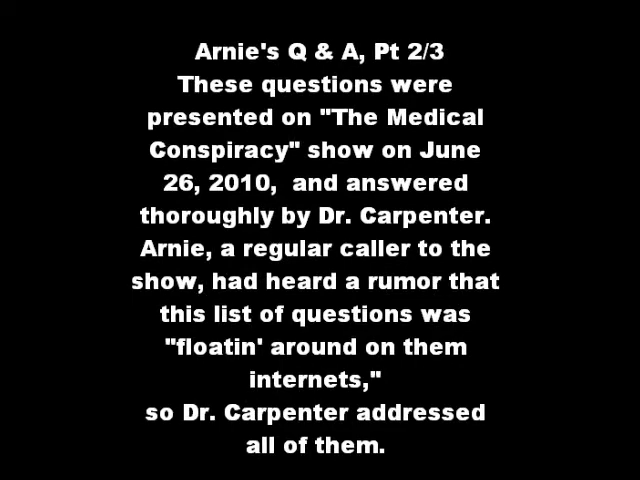 Arnie's Q & A, Pt 2/3
These questions were
presented on "The Medical
Conspiracy" show on June
26, 2010,  and answered
thoroughly by Dr. Carpenter.
Arnie, a regular caller to the
show, had heard a rumor that
this list of questions was
"floatin' around on them
internets,"
so Dr. Carpenter addressed
all of them.